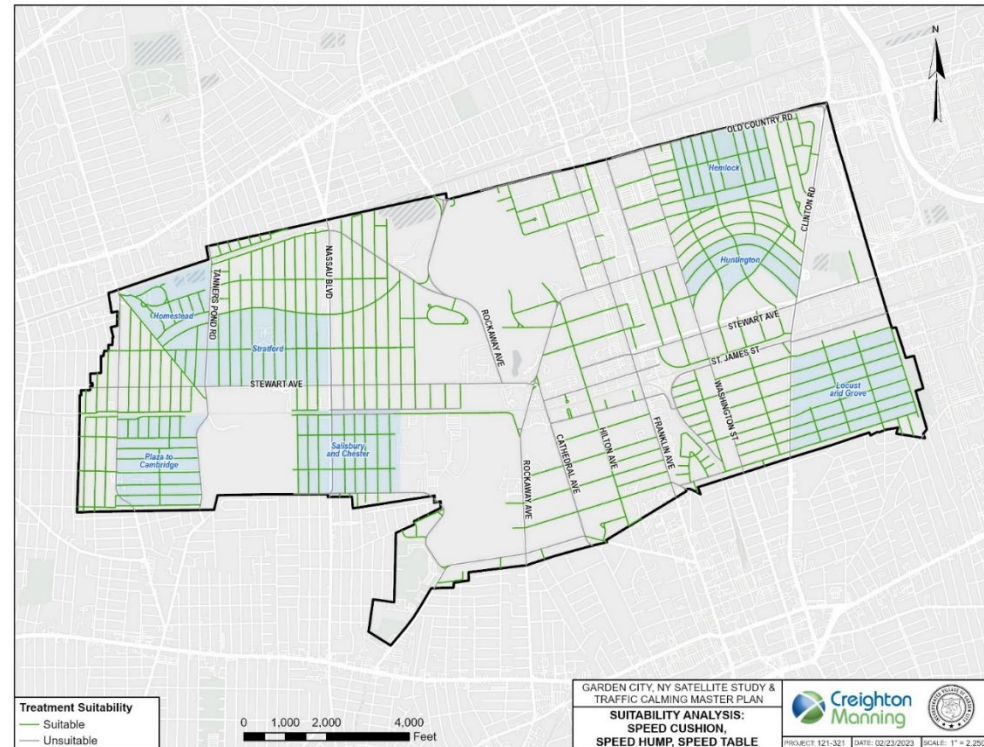 N
OLD COUNTRY RD
Hemlock
CLINTON RD
NASSAU BLVD
TANNERS POND RD
Huntington
Homestead
ROCKAWAY AVE
STEWART AVE
Stratford
ST. JAMES ST
STEWART AVE
Locust
and Grove
WASHINGTON ST
FRANKLIN AVE
HILTON AVE
Plaza to
Cambridge
Salisbury
and Chester
CATHEDRAL AVE
ROCKAWAY AVE
Treatment Suitability
Suitable
Unsuitable
0 1,000 2,000 4,000
Feet
GARDEN CITY, NY SATELLITE STUDY &
TRAFFIC CALMING MASTER PLAN
SUITABILITY ANALYSIS:
SPEED CUSHION,
SPEED HUMP, SPEED TABLE
Creighton
Manning
PROJECT: 121-321 DATE: 02/23/2023 SCALE: 1" = 2,250'